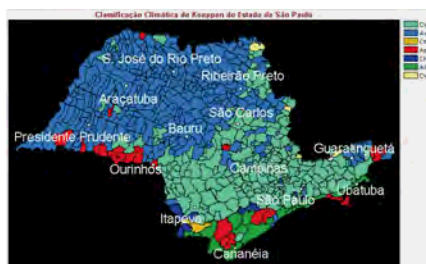 Classificação Climática de Koeppen do Estado de São Paulo
S. José do Rio Preto
Ribeirão Preto
Araçatuba
São Carlos
Presidente Prudente
Bauru
Guaratinguetá
Ourinhos
Campinas
Ubatuba
São Paulo
Itapeva
Cananéia